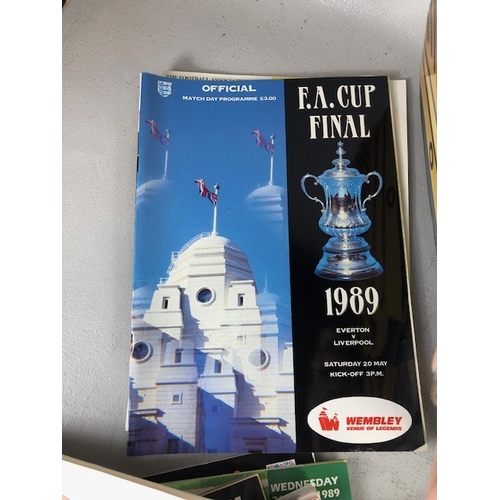 OFFICIAL
MATCH DAY PROGRAMME £3.00
F.A. CUP
FINAL
1989
EVERTON
V
LIVERPOOL
SATURDAY 20 MAY
KICK-OFF 3 P.M.
WEMBLEY
VENUE OF LEGENDS
WEDNESDAY
1989